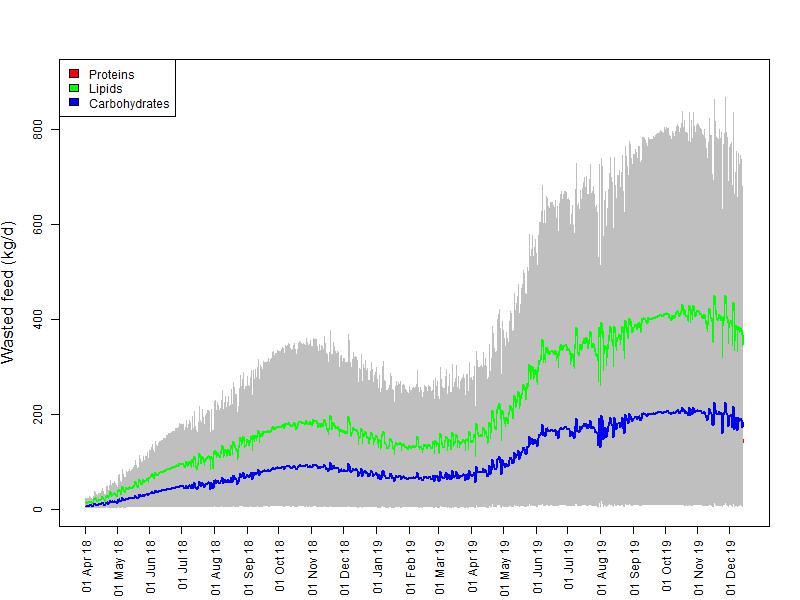 Proteins
Lipids
Carbohydrates
Wasted feed (kg/d)
800
600
400
200
0
01 Apr 18
01 May 18
01 Jun 18
01 Jul 18
01 Aug 18
01 Sep 18
01 Oct 18
01 Nov 18
01 Dec 18
01 Jan 19
01 Feb 19
01 Mar 19
01 Apr 19
01 May 19
01 Jun 19
01 Jul 19
01 Aug 19
01 Sep 19
01 Oct 19
01 Nov 19
01 Dec 19